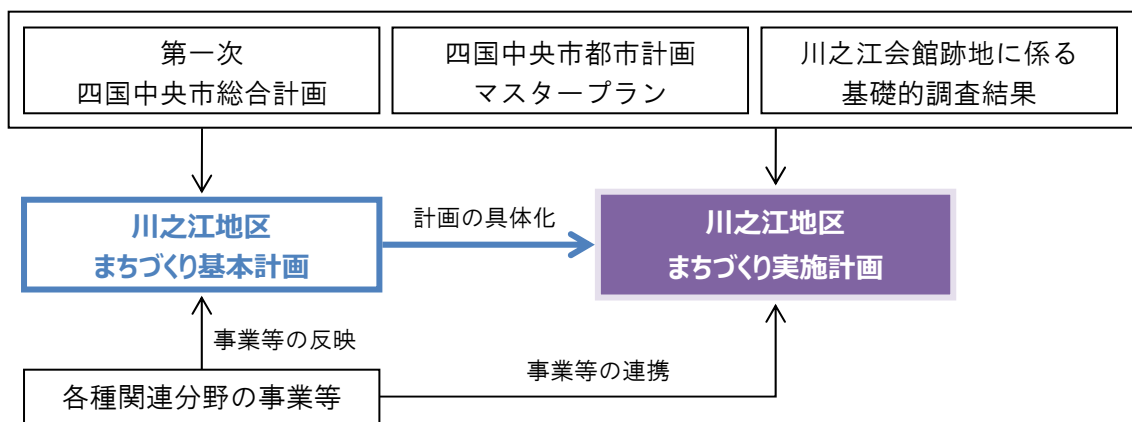 第一次
四国中央市総合計画
四国中央市都市計画
マスタープラン
川之江会館跡地に係る
基礎的調査結果
川之江地区
まちづくり基本計画
計画の具体化
川之江地区
まちづくり実施計画
事業等の反映
事業等の連携
各種関連分野の事業等